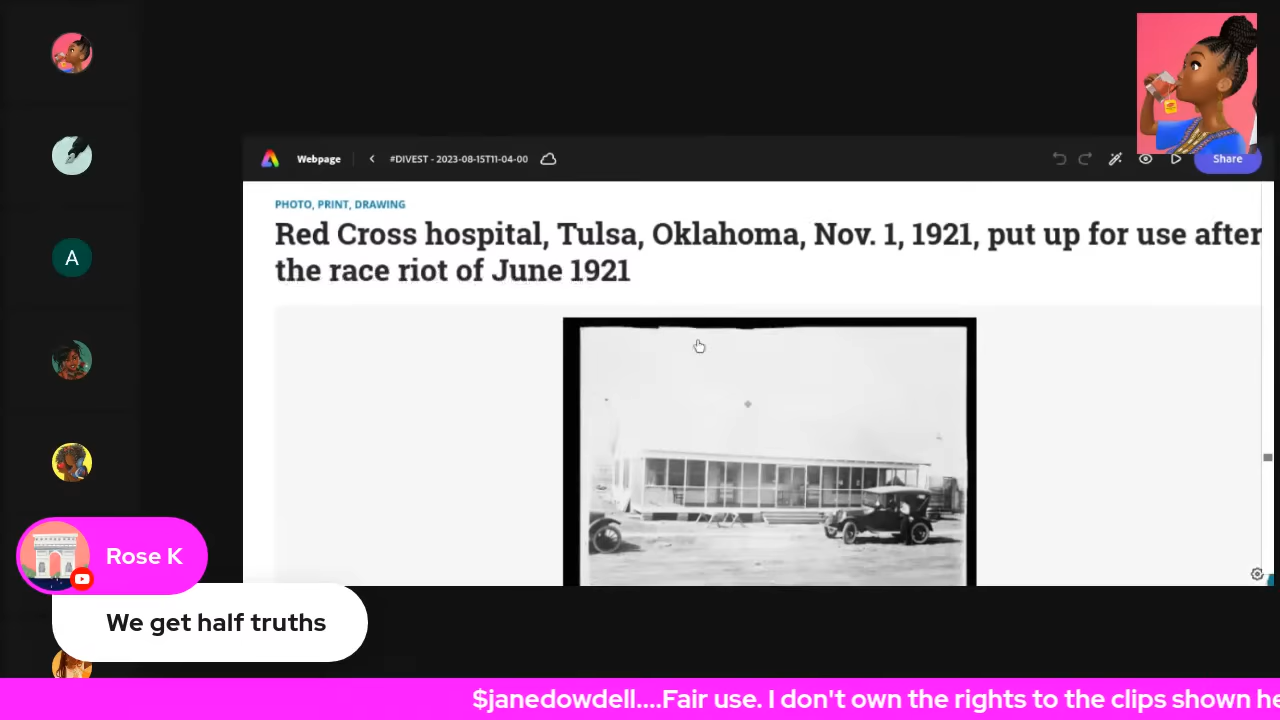 Webpage
#DIVEST - 2023-08-15T11-04-00
Share
PHOTO, PRINT, DRAWING
Red Cross hospital, Tulsa, Oklahoma, Nov. 1, 1921, put up for use after
the race riot of June 1921
A
Rose K
We get half truths
$janedowdell....Fair use. I don't own the rights to the clips shown he